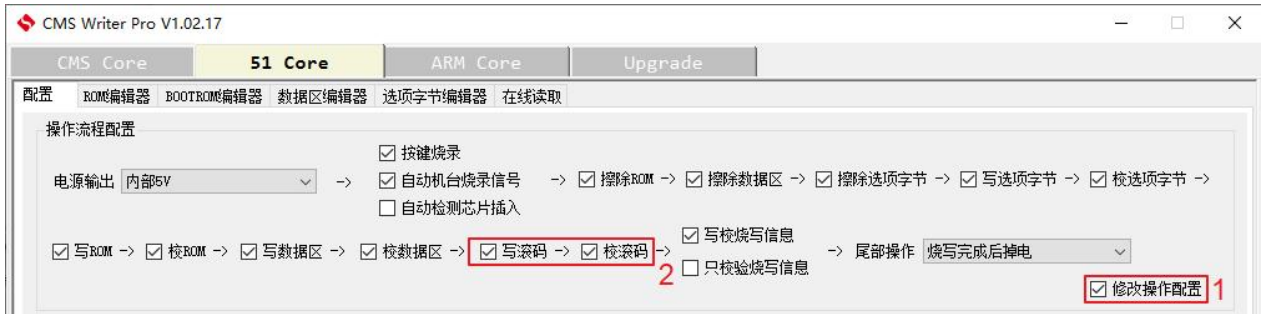 CMS Writer Pro V1.02.17
CMS Core 51 Core ARM Core Upgrade
配置 ROM编辑器 BOOTROM编辑器 数据区编辑器 选项字节编辑器 在线读取
操作流程配置
按键烧录
电源输出 内部5V -> 自动机台烧录信号 -> 擦除ROM -> 擦除数据区 -> 擦除选项字节 -> 写选项字节 -> 校选项字节 ->
自动检测芯片插入
写校烧写信息
写ROM -> 校ROM -> 写数据区 -> 校数据区 -> 写滚码 -> 校滚码 -> -> 尾部操作 烧写完成后掉电
2 只校验烧写信息
修改操作配置 1